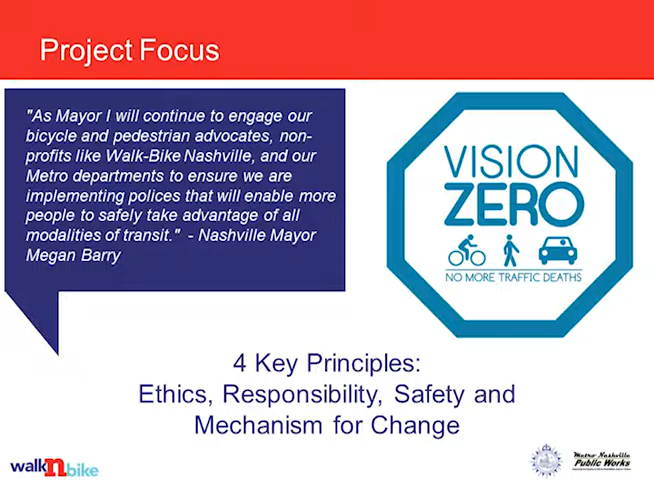 Project Focus
"As Mayor I will continue to engage our
bicycle and pedestrian advocates, non-
profits like Walk-Bike Nashville, and our
Metro departments to ensure we are
implementing polices that will enable more
people to safely take advantage of all
modalities of transit." - Nashville Mayor
Megan Barry
VISION
ZERO
NO MORE TRAFFIC DEATHS
4 Key Principles:
Ethics, Responsibility, Safety and
Mechanism for Change
walk n bike
Metro Nashville
Public Works